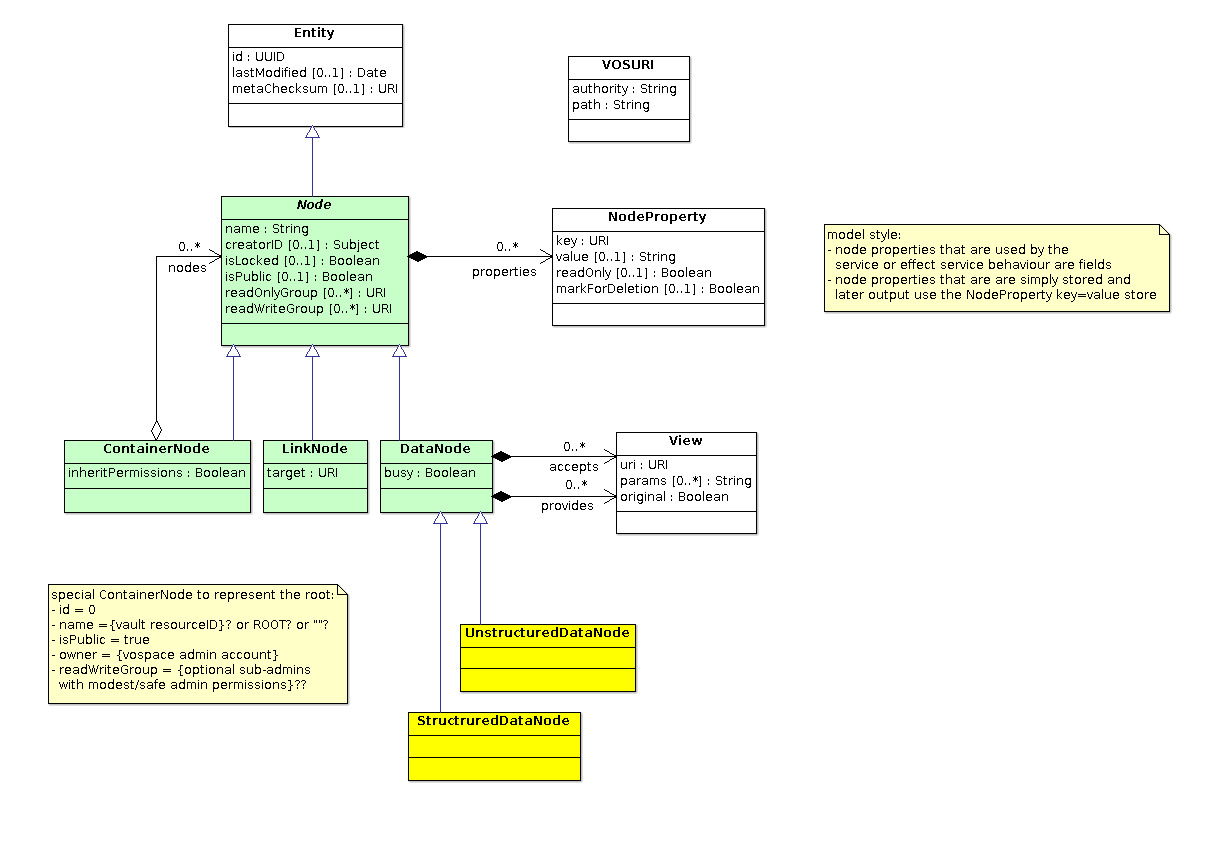 Entity
id : UUID
lastModified [0..1] : Date
metaChecksum [0..1] : URI
VOSURI
authority : String
path : String
Node
name : String
creatorID [0..1] : Subject
isLocked [0..1] : Boolean
isPublic [0..1] : Boolean
readOnlyGroup [0..*] : URI
readWriteGroup [0..*] : URI
0..*
nodes
0..*
properties
NodeProperty
key : URI
value [0..1] : String
readOnly [0..1] : Boolean
markForDeletion [0..1] : Boolean
model style:
- node properties that are used by the
service or effect service behaviour are fields
- node properties that are are simply stored and
later output use the NodeProperty key=value store
ContainerNode
inheritPermissions : Boolean
LinkNode
target : URI
DataNode
busy : Boolean
0..*
accepts
0..*
provides
View
uri : URI
params [0..*] : String
original : Boolean
special ContainerNode to represent the root:
- id = 0
- name ={vault resourceID}? or ROOT? or ""?
- isPublic = true
- owner = {vospace admin account}
- readWriteGroup = {optional sub-admins
with modest/safe admin permissions}??
UnstructuredDataNode
StructruredDataNode